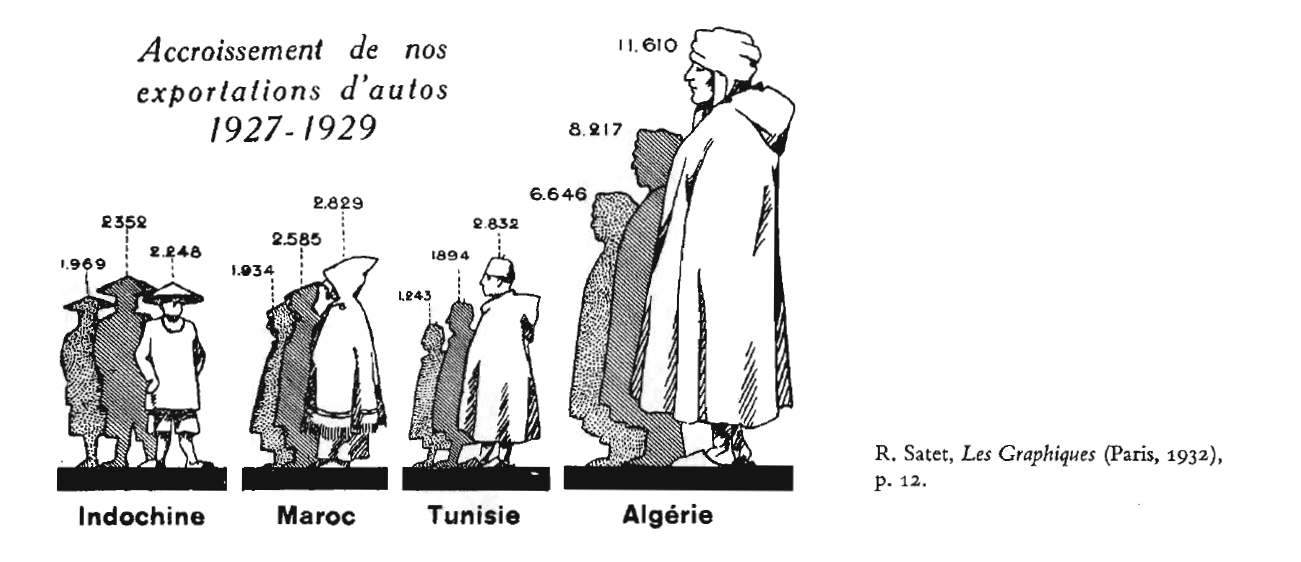 Accroissement de nos
exportations d'autos
1927-1929
11.610
8.217
6.646
2.829
2.585
1.934
2352
2.248
1.969
2.832
1894
1.243
Indochine
Maroc
Tunisie
Algérie
R. Satet, Les Graphiques (Paris, 1932),
p. 12.